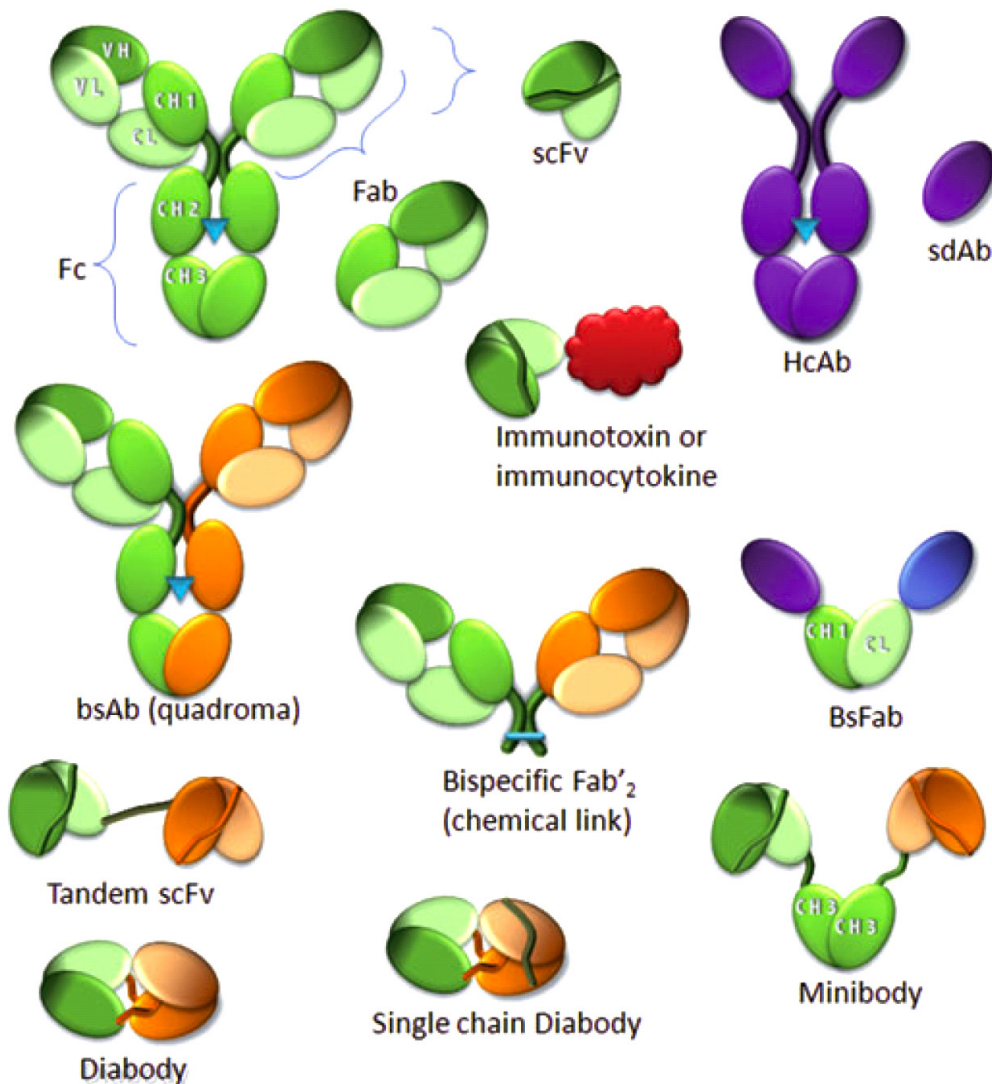 VH
VL
CH1
CL
CH2
CH3
Fc
Fab
scFv
HcAb
sdAb
Immunotoxin or
immunocytokine
bsAb (quadroma)
Bispecific Fab'₂
(chemical link)
CH1
CL
BsFab
Tandem scFv
Diabody
Single chain Diabody
CH3
CH3
Minibody